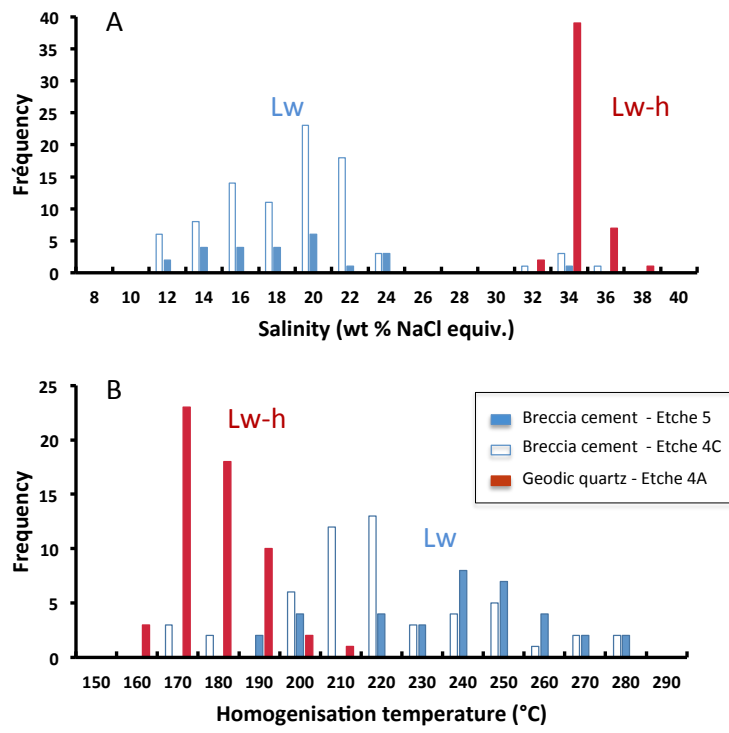 A
40
35
30
25
20
15
10
5
0
Fréquency
Lw
Lw-h
8 10 12 14 16 18 20 22 24 28 30 32 34 36 38 40
Salinity (wt % NaCl equiv.)
B
25
20
15
10
5
0
Frequency
Lw-h
Lw
Breccia cement - Etche 5
Breccia cement - Etche 4C
Geodic quartz - Etche 4A
150 160 170 180 190 200 210 220 230 240 250 260 270 280 290
Homogenisation temperature (°C)